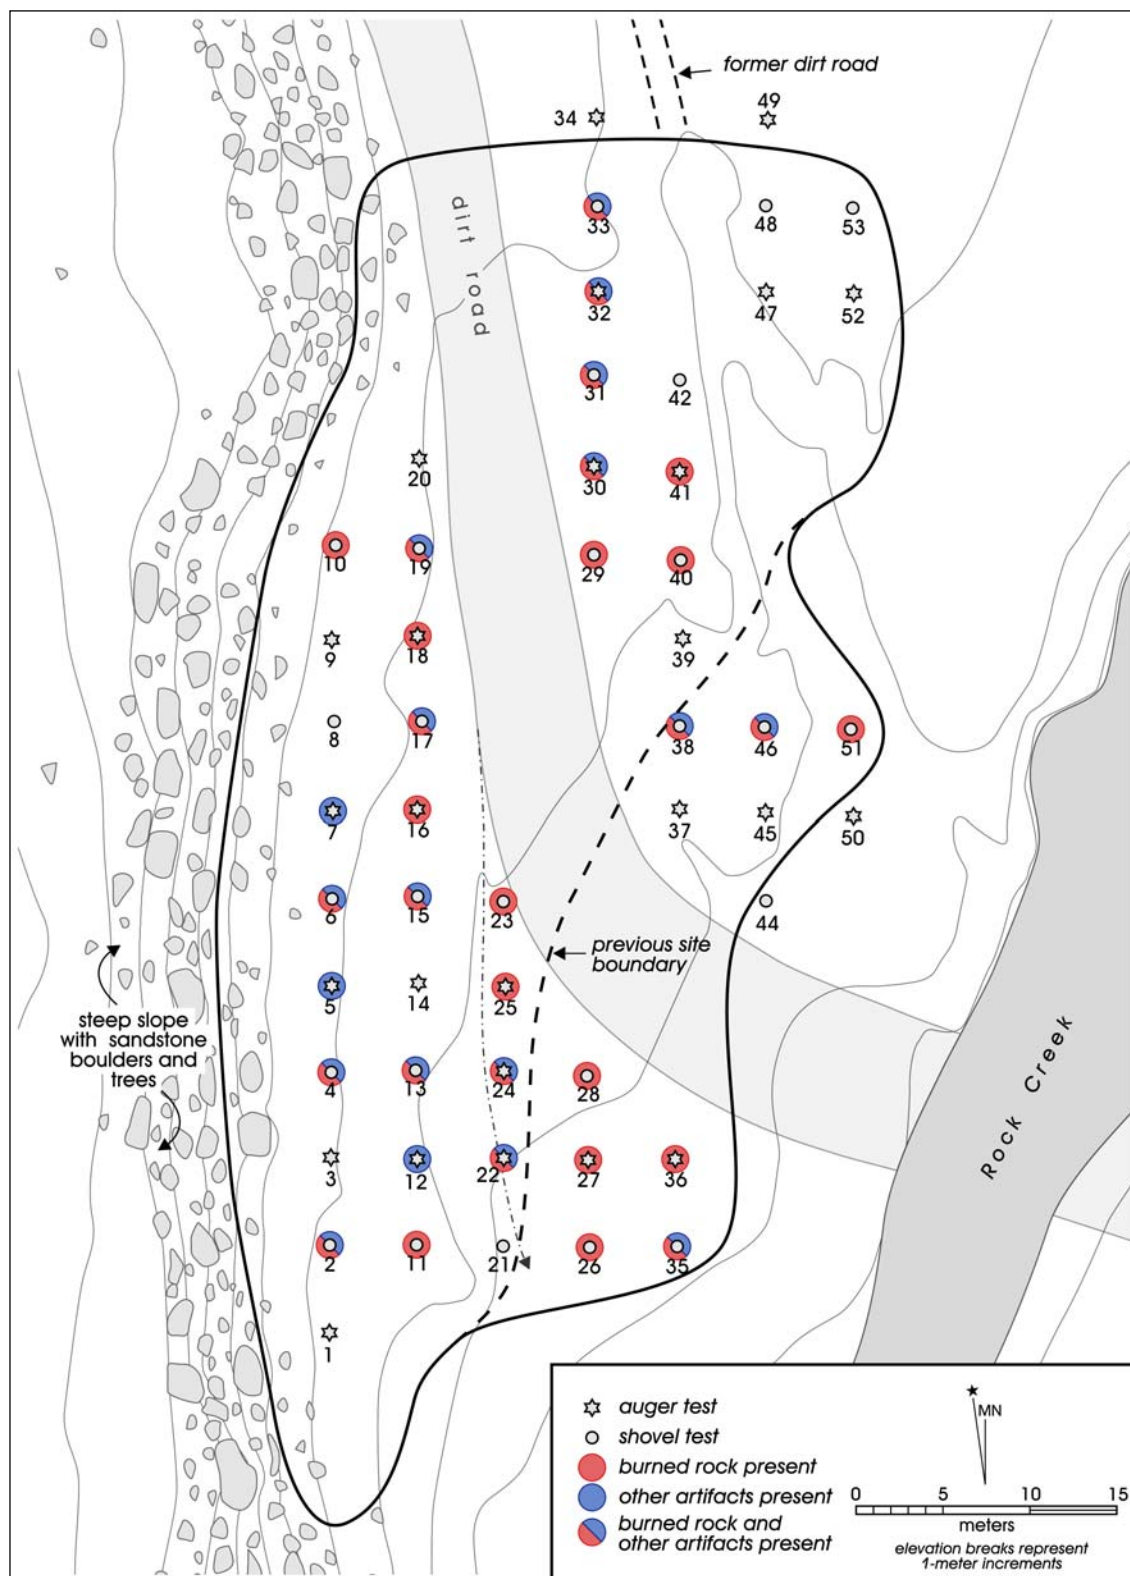 former dirt road
49
34
dirt road
33
48
53
32
47
52
31
42
20
30
41
10
19
29
40
9
18
39
8
17
38
46
51
7
16
37
45
50
6
15
23
44
previous site
boundary
5
14
25
steep slope
with sandstone
boulders and
trees
4
13
24
28
Rock Creek
3
12
22
27
36
2
11
21
26
35
1
auger test
shovel test
burned rock present
other artifacts present
burned rock and
other artifacts present
MN
0 5 10 15
meters
elevation breaks represent
1-meter increments